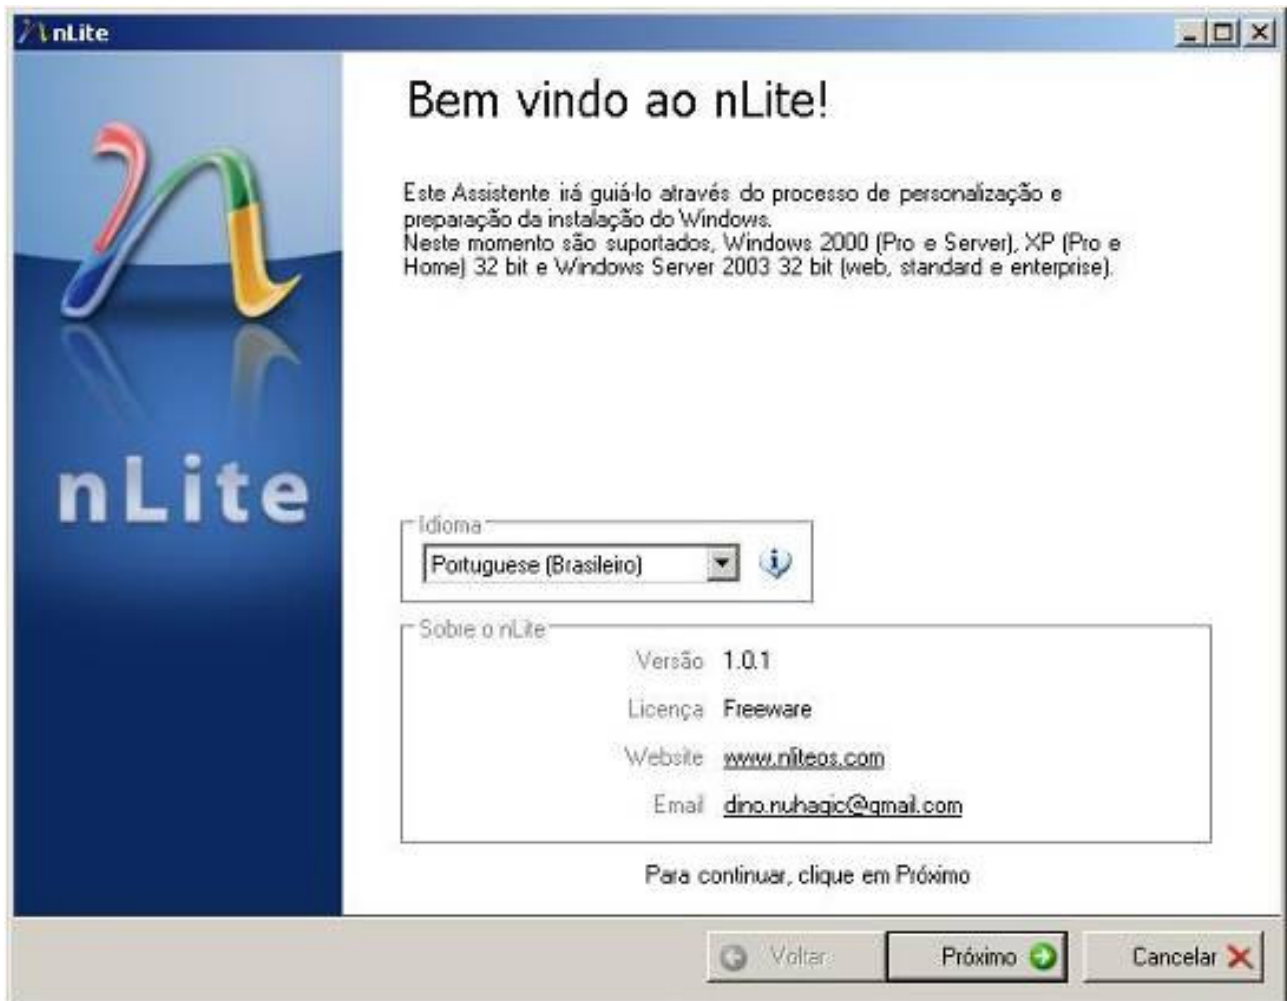 nLite
Bem vindo ao nLite!
Este Assistente irá guiá-lo através do processo de personalização e
preparação da instalação do Windows.
Neste momento são suportados, Windows 2000 (Pro e Server), XP (Pro e
Home) 32 bit e Windows Server 2003 32 bit (web, standard e enterprise).
nLite
Idioma
Portuguese (Brasileiro)
Sobre o nLite
Versão 1.0.1
Licença Freeware
Website www.nliteos.com
Email dino.nuhagic@gmail.com
Para continuar, clique em Próximo
Voltar Próximo Cancelar